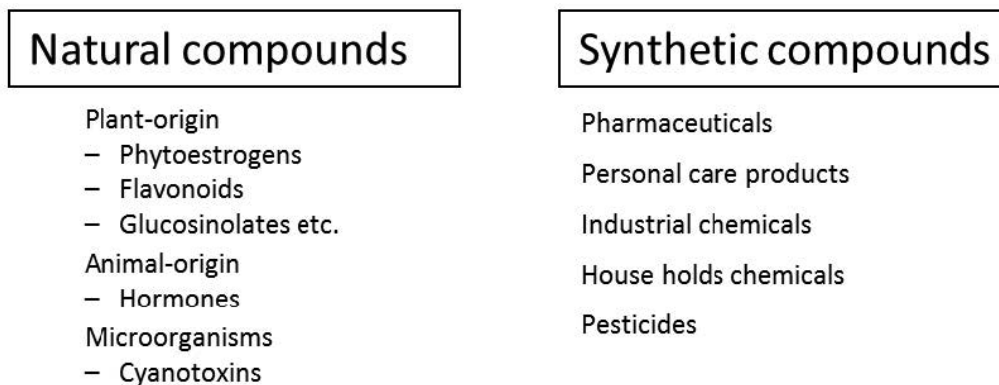 Natural compounds
Plant-origin
– Phytoestrogens
– Flavonoids
– Glucosinolates etc.
Animal-origin
– Hormones
Microorganisms
– Cyanotoxins
Synthetic compounds
Pharmaceuticals
Personal care products
Industrial chemicals
House holds chemicals
Pesticides